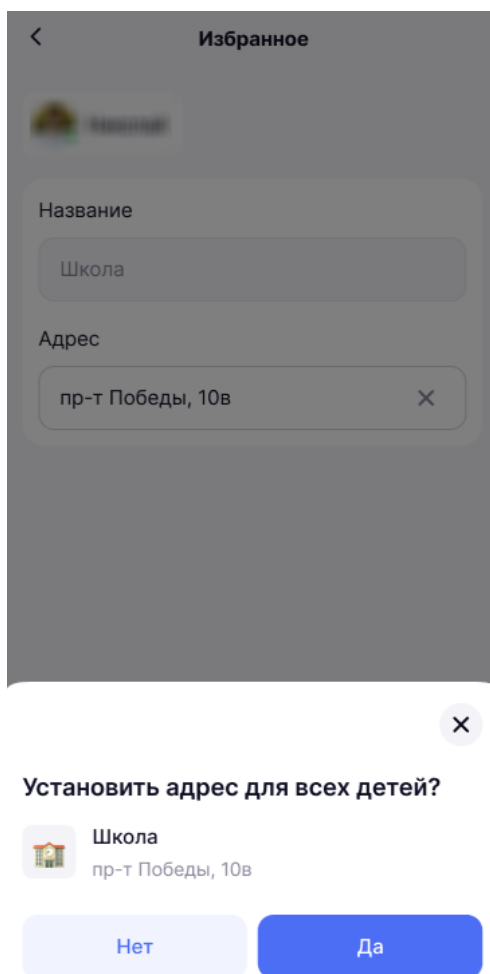 Избранное
Название
Школа
Адрес
пр-т Победы, 10в
Установить адрес для всех детей?
Школа
пр-т Победы, 10в
Нет
Да